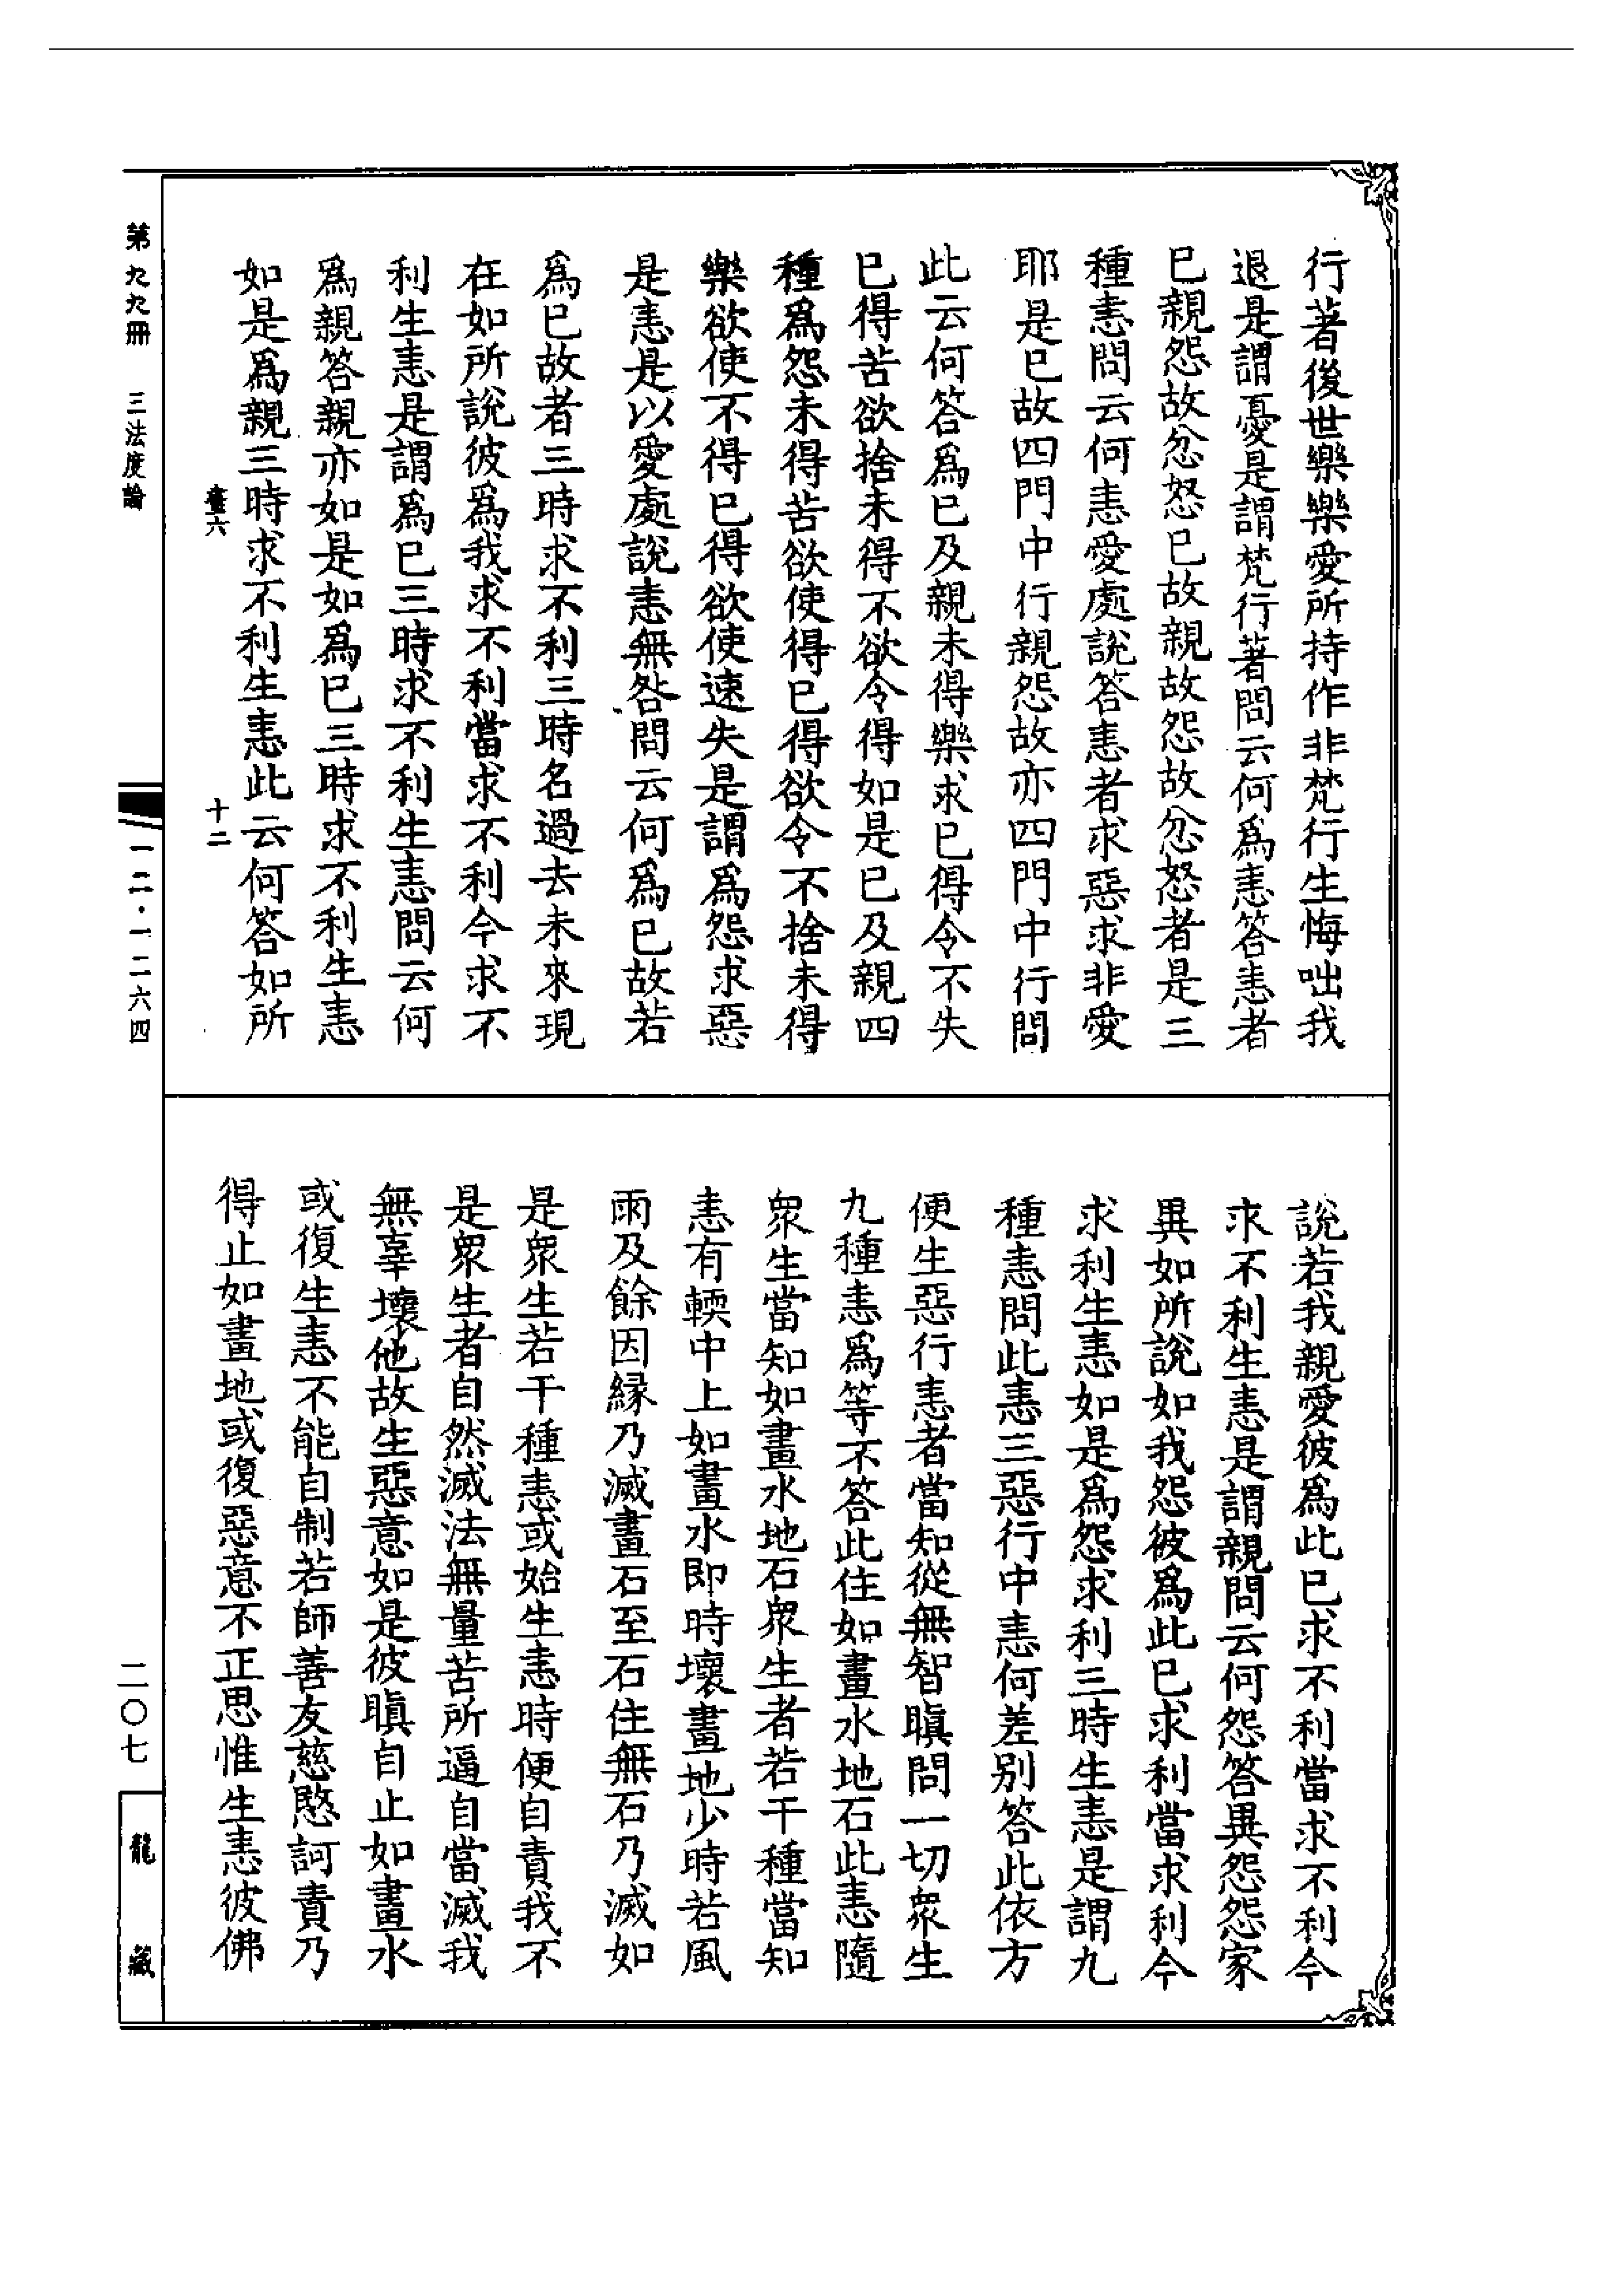 行著後世樂樂愛所持作非梵行生悔咄我
退是謂憂是謂梵行著問云何爲恚答恚者
已親怨故忿怒已故親故怨故忿怒者是三
種恚問云何恚愛處說答恚者求惡求非愛
耶是已故四門中行親怨故亦四門中行問
此云何答爲已及親未得樂求已得令不失
已得苦欲捨未得不欲令得如是已及親四
種爲怨未得苦欲使得已得欲令不捨未得
樂欲使不得已得欲使速失是謂爲怨求惡
是恚是以愛處說恚無咎問云何爲已故若
爲已故者三時求不利三時名過去未來現
在如所說彼爲我求不利當求不利今求不
利生恚是謂爲已三時求不利生恚問云何
爲親答親亦如是如爲已三時求不利生恚
如是爲親三時求不利生恚此云何答如所
說若我親愛彼爲此已求不利當求不利今
求不利生恚是謂親問云何怨答異怨怨家
異如所說如我怨彼爲此已求利當求利今
求利生恚如是爲怨求利三時生恚是謂九
種恚問此恚三惡行中恚何差別答此依方
便生惡行恚者當知從無智瞋問一切衆生
九種恚爲等不答此住如畫水地石此恚隨
衆生當知如畫水地石衆生者若干種當知
恚有輭中上如畫水即時壞畫地少時若風
雨及餘因緣乃滅畫石至石住無石乃滅如
是衆生若干種恚或始生恚時便自責我不
是衆生者自然滅法無量苦所逼自當滅我
無辜壞他故生惡意如是彼瞋自止如畫水
或復生恚不能自制若師善友慈愍訶責乃
得止如畫地或復惡意不正思惟生恚彼佛
第九九冊 三法度論
一二·一二六四
二〇七
龍藏
六
十二